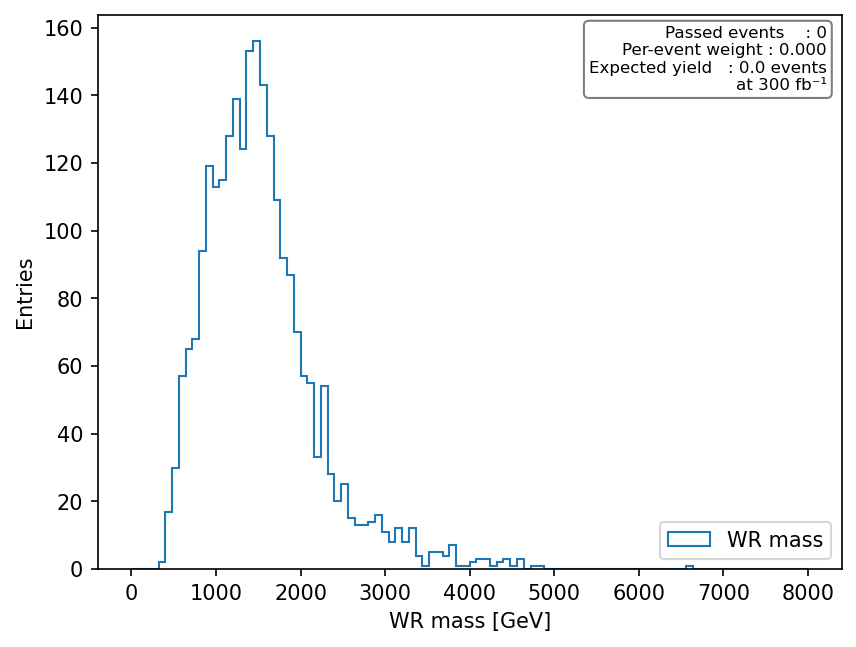 Passed events    : 0
Per-event weight : 0.000
Expected yield   : 0.0 events
at 300 fb⁻¹
160
140
120
100
80
60
40
20
0
Entries
WR mass
0 1000 2000 3000 4000 5000 6000 7000 8000
WR mass [GeV]